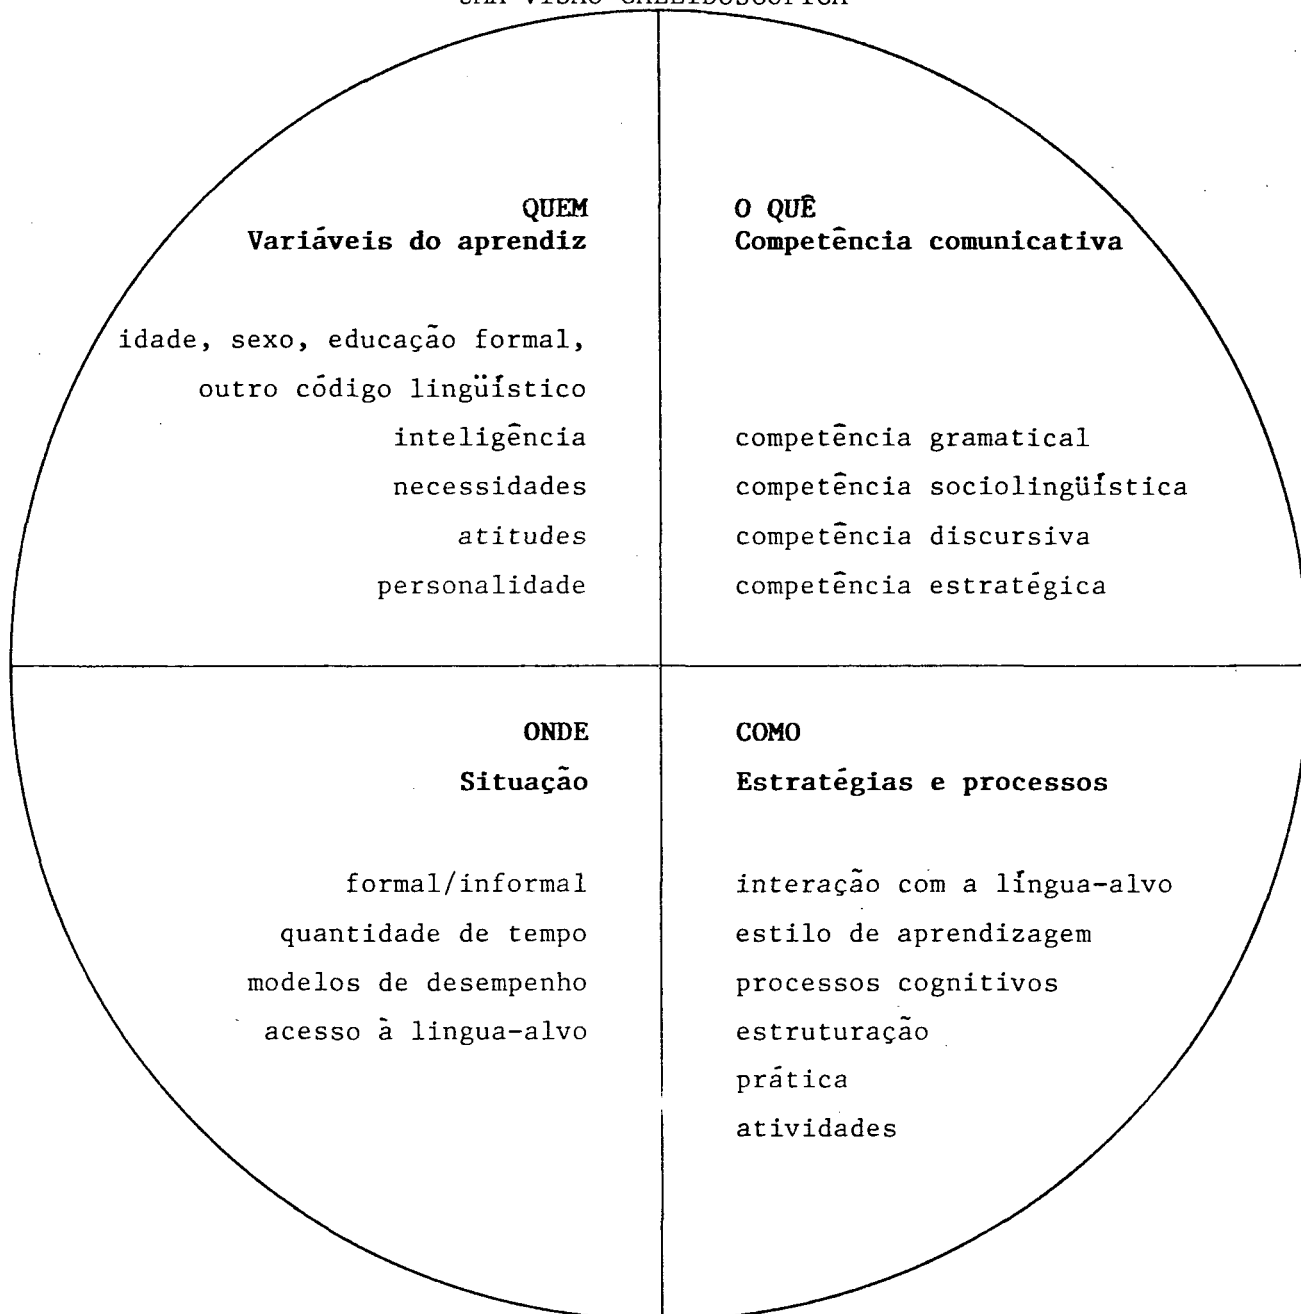 QUEM
Variáveis do aprendiz
idade, sexo, educação formal,
outro código lingüístico
inteligência
necessidades
atitudes
personalidade
O QUÊ
Competência comunicativa
competência gramatical
competência sociolingüística
competência discursiva
competência estratégica
ONDE
Situação
formal/informal
quantidade de tempo
modelos de desempenho
acesso à lingua-alvo
COMO
Estratégias e processos
interação com a língua-alvo
estilo de aprendizagem
processos cognitivos
estruturação
prática
atividades